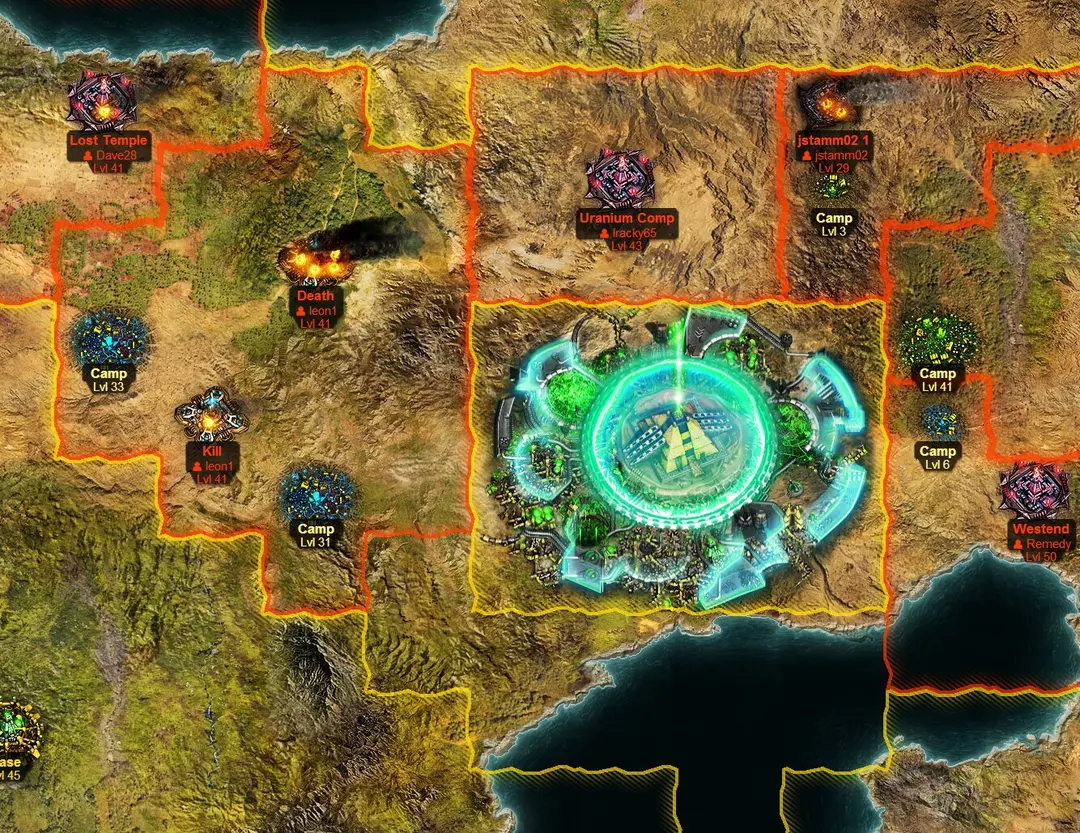 Lost Temple
Dave28
Lvl 41
jstamm02 1
jstamm02
Lvl 29
Camp
Lvl 3
Uranium Comp
lracky65
Lvl 43
Death
leon1
Lvl 41
Camp
Lvl 33
Camp
Lvl 41
Kill
leon1
Lvl 41
Camp
Lvl 6
Camp
Lvl 31
Westend
Remedy
Lvl 50
ase
vl 45